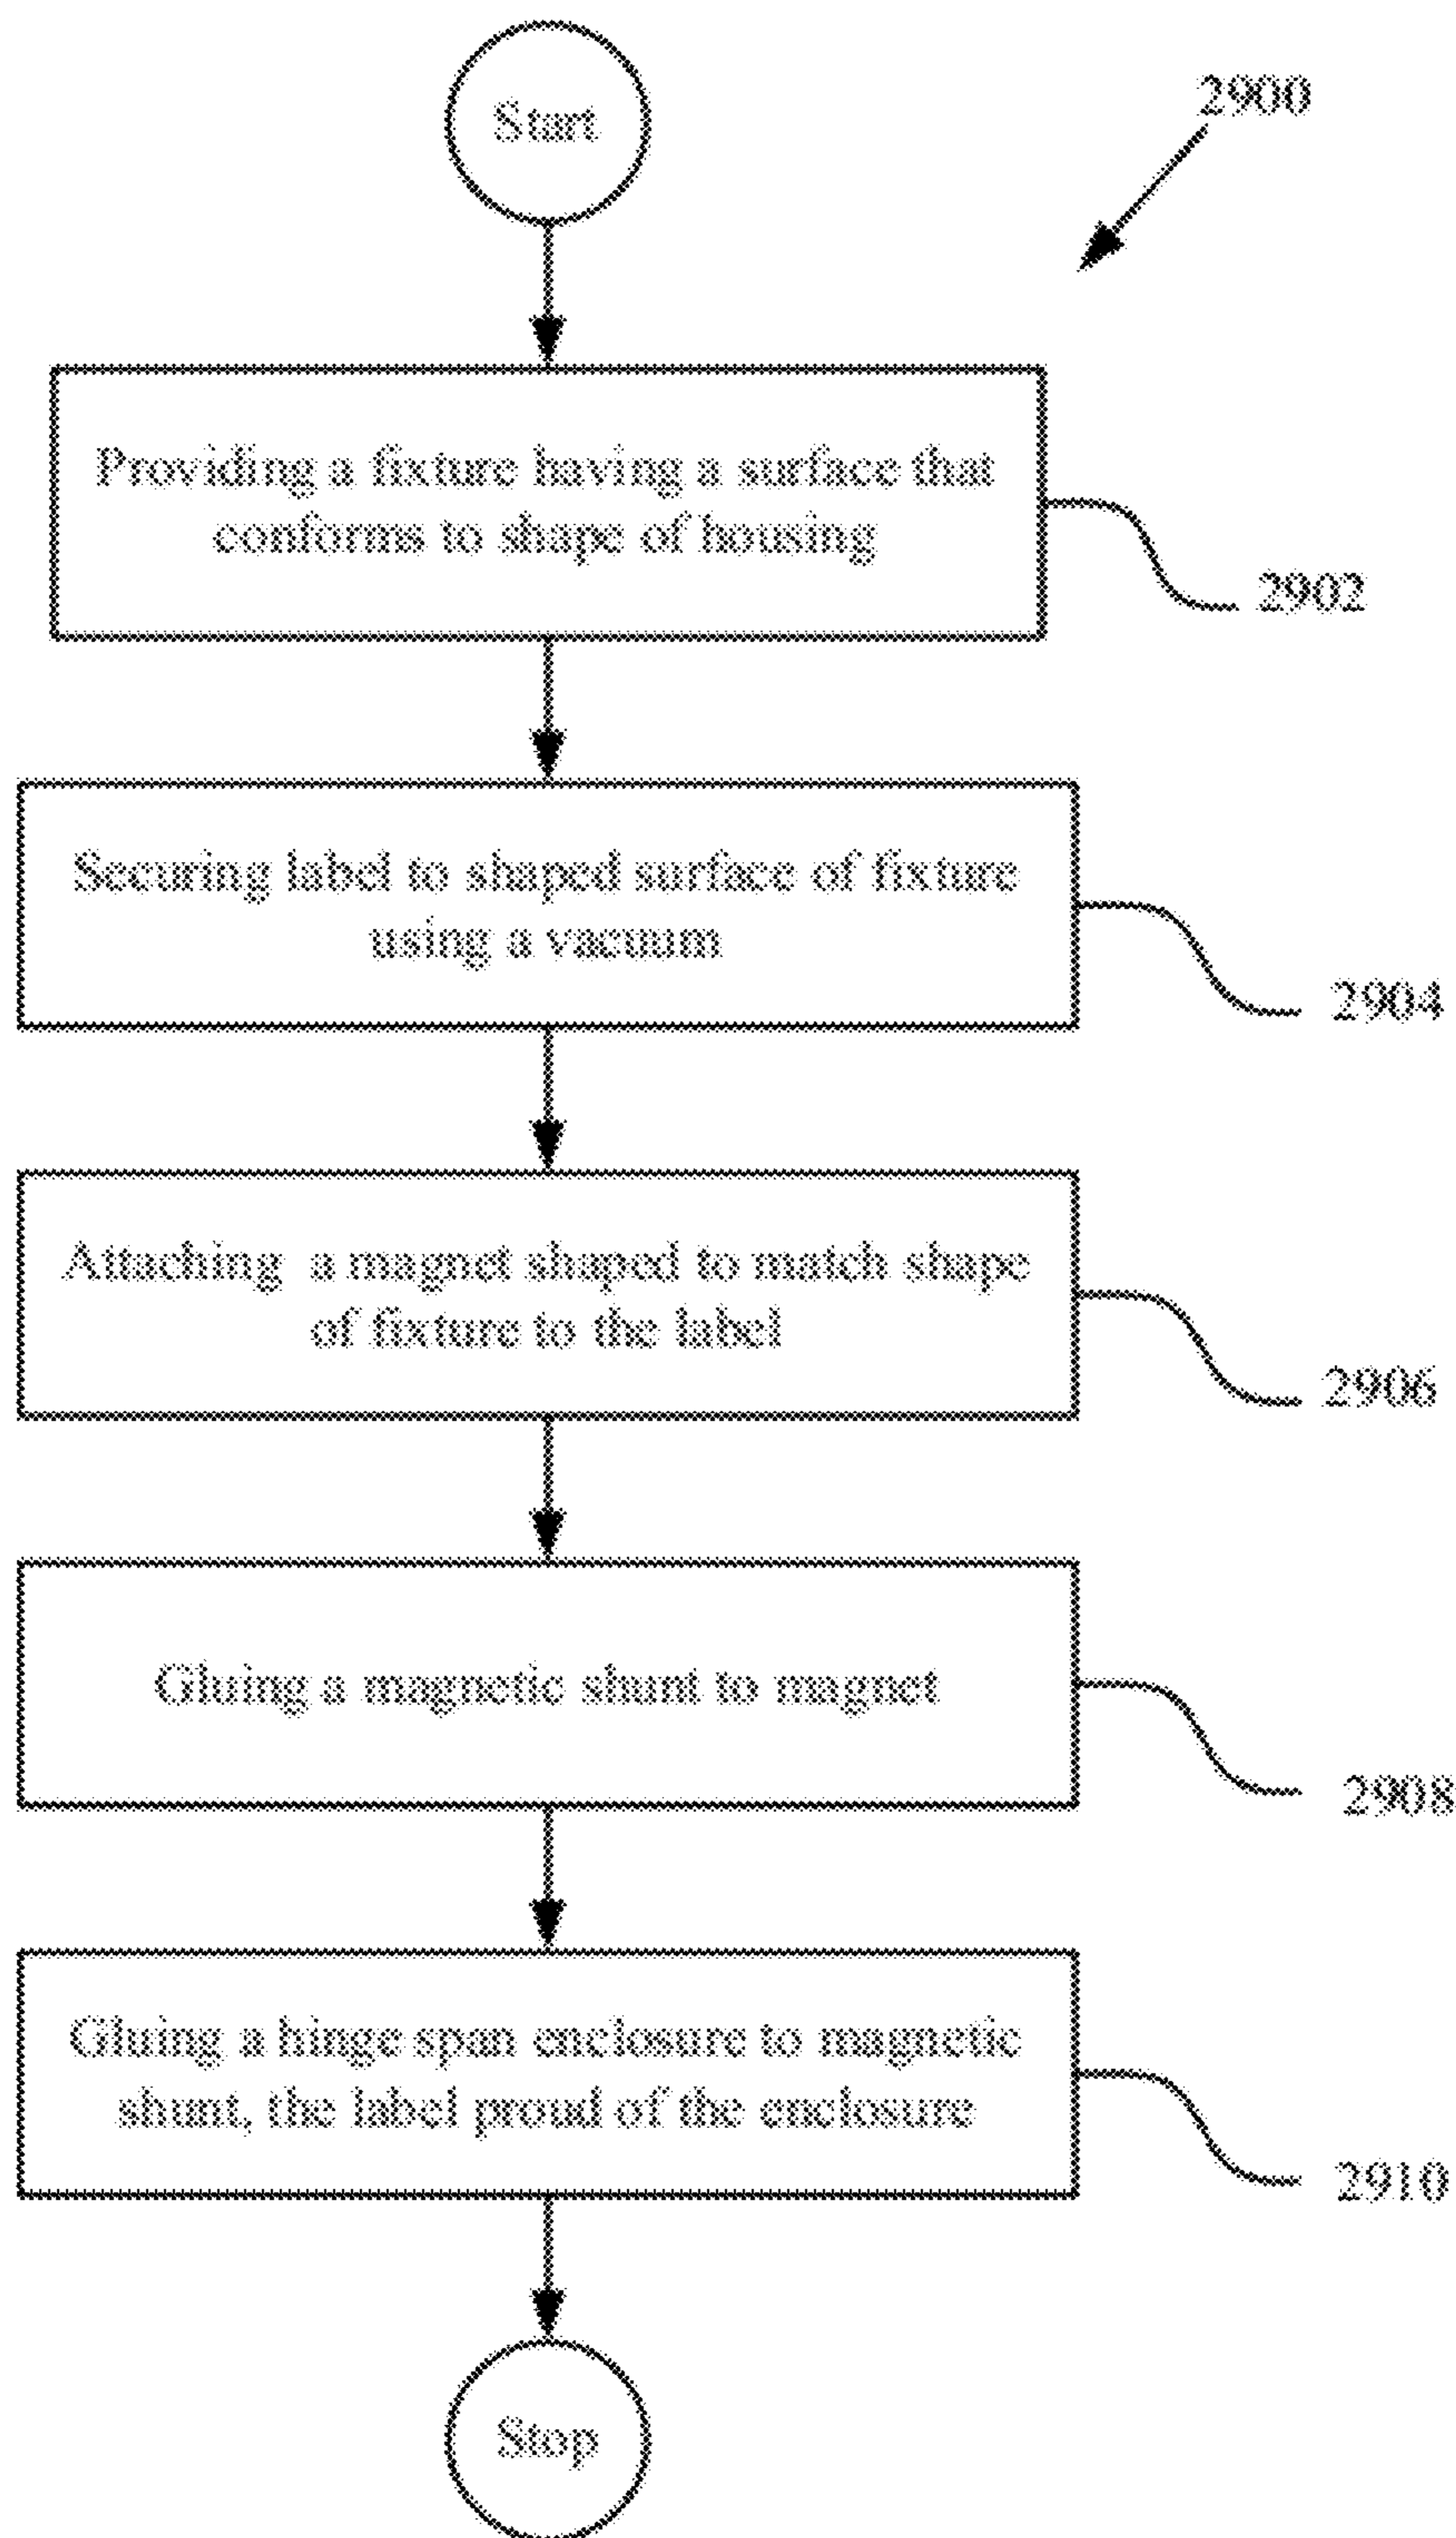 Start
2900
Providing a fixture having a surface that
conforms to shape of housing
2902
Securing label to shaped surface of fixture
using a vacuum
2904
Attaching a magnet shaped to match shape
of fixture to the label
2906
Gluing a magnetic shunt to magnet
2908
Gluing a hinge span enclosure to magnetic
shunt, the label proud of the enclosure
2910
Stop